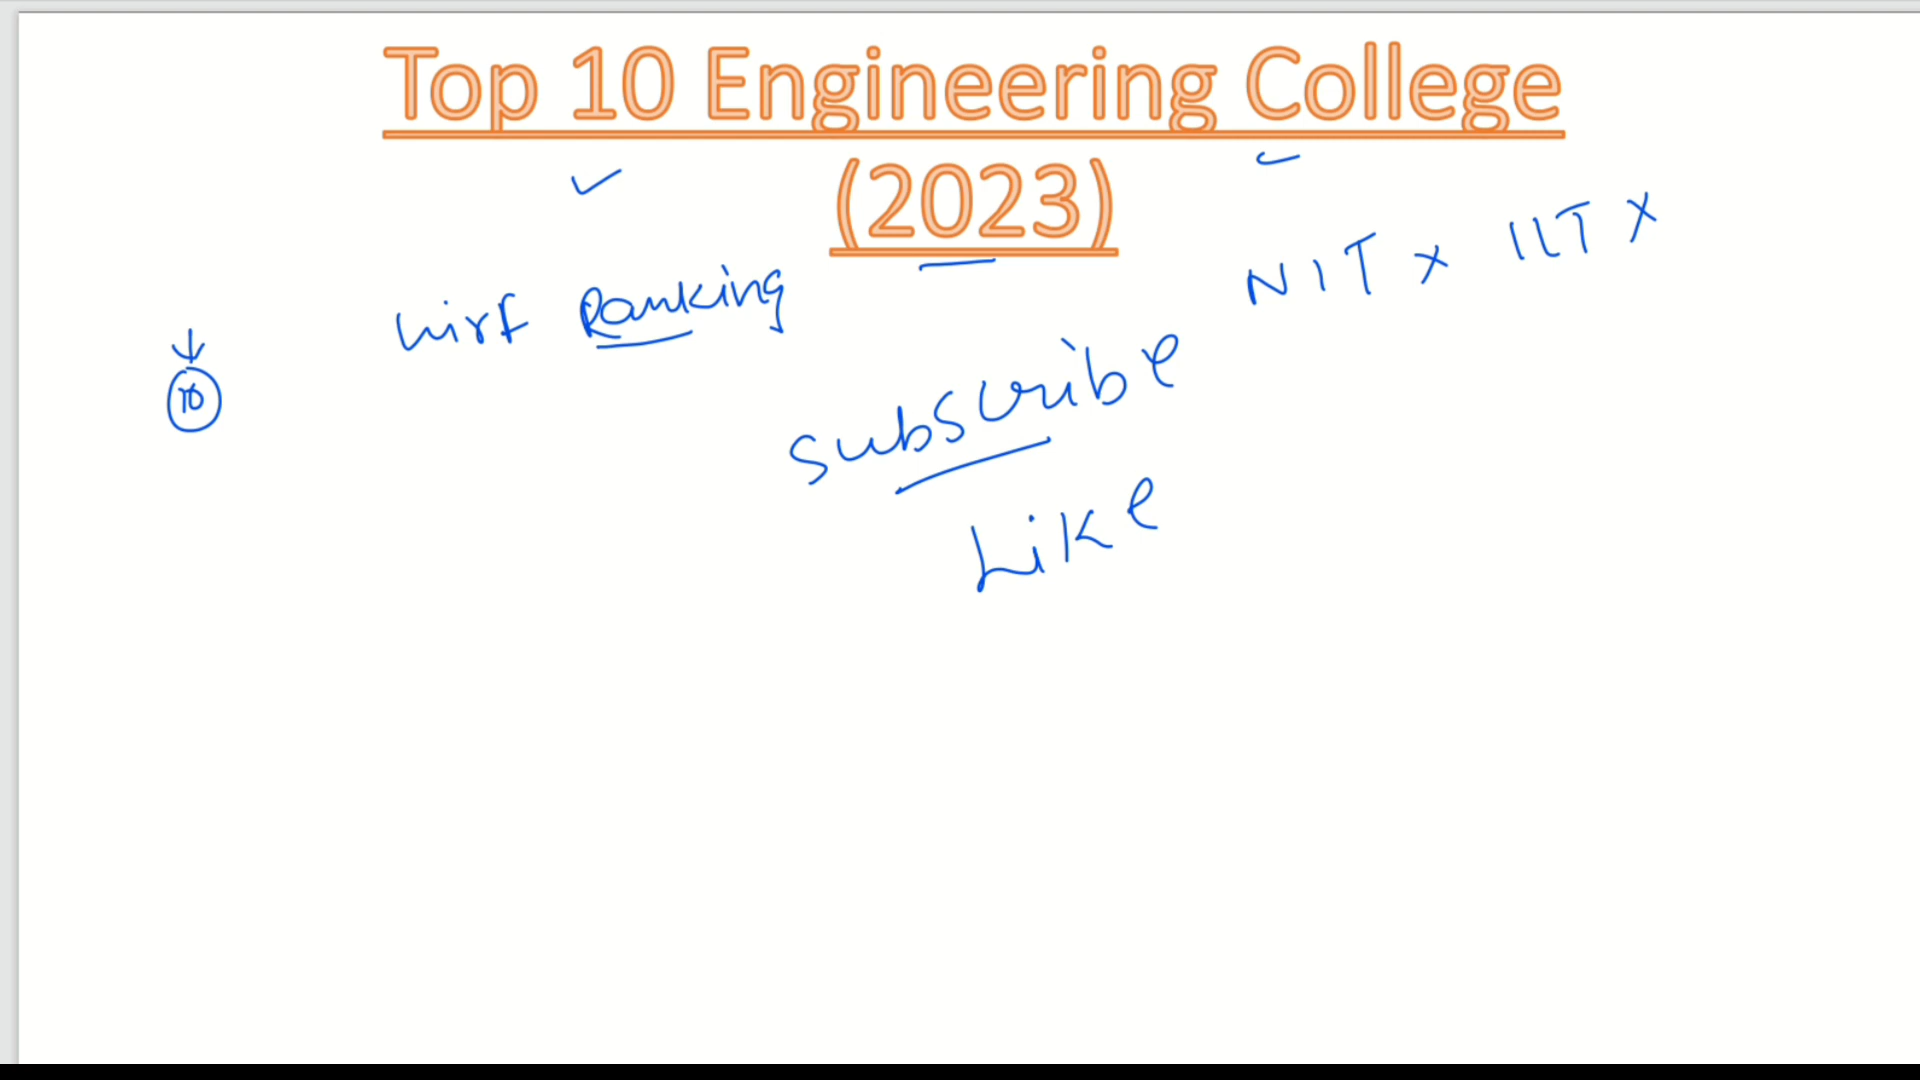 Top 10 Engineering College
(2023)
NIT x IIT x
nirf Ranking
10
subscribe
Like